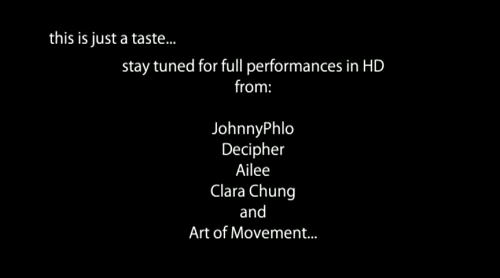 this is just a taste...
stay tuned for full performances in HD
from:
JohnnyPhlo
Decipher
Ailee
Clara Chung
and
Art of Movement...